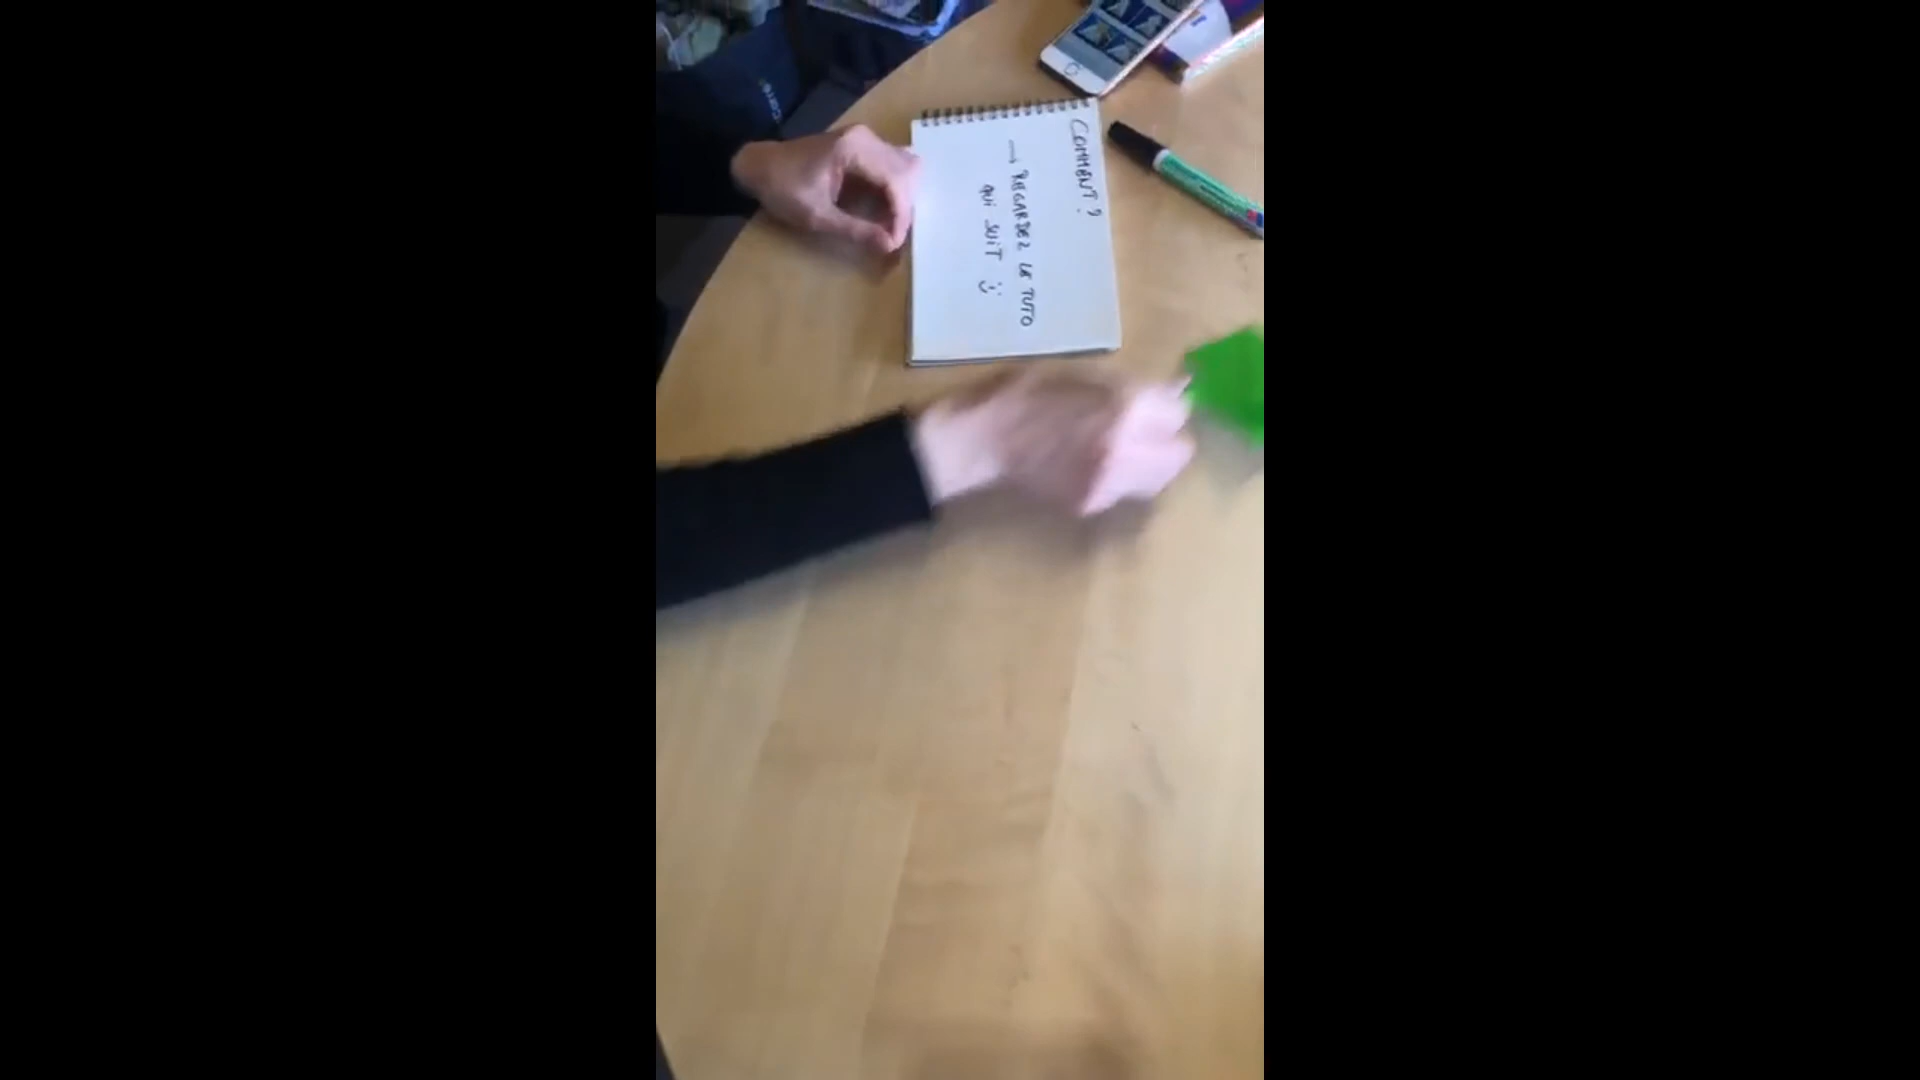 COMMENT ?
→ REGARDEZ LE TUTO
QUI SUIT :)